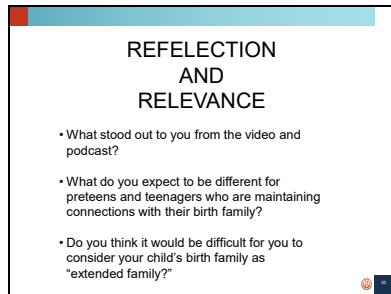 REFELECTION
AND
RELEVANCE
• What stood out to you from the video and
podcast?
• What do you expect to be different for
preteens and teenagers who are maintaining
connections with their birth family?
• Do you think it would be difficult for you to
consider your child's birth family as
“extended family?”